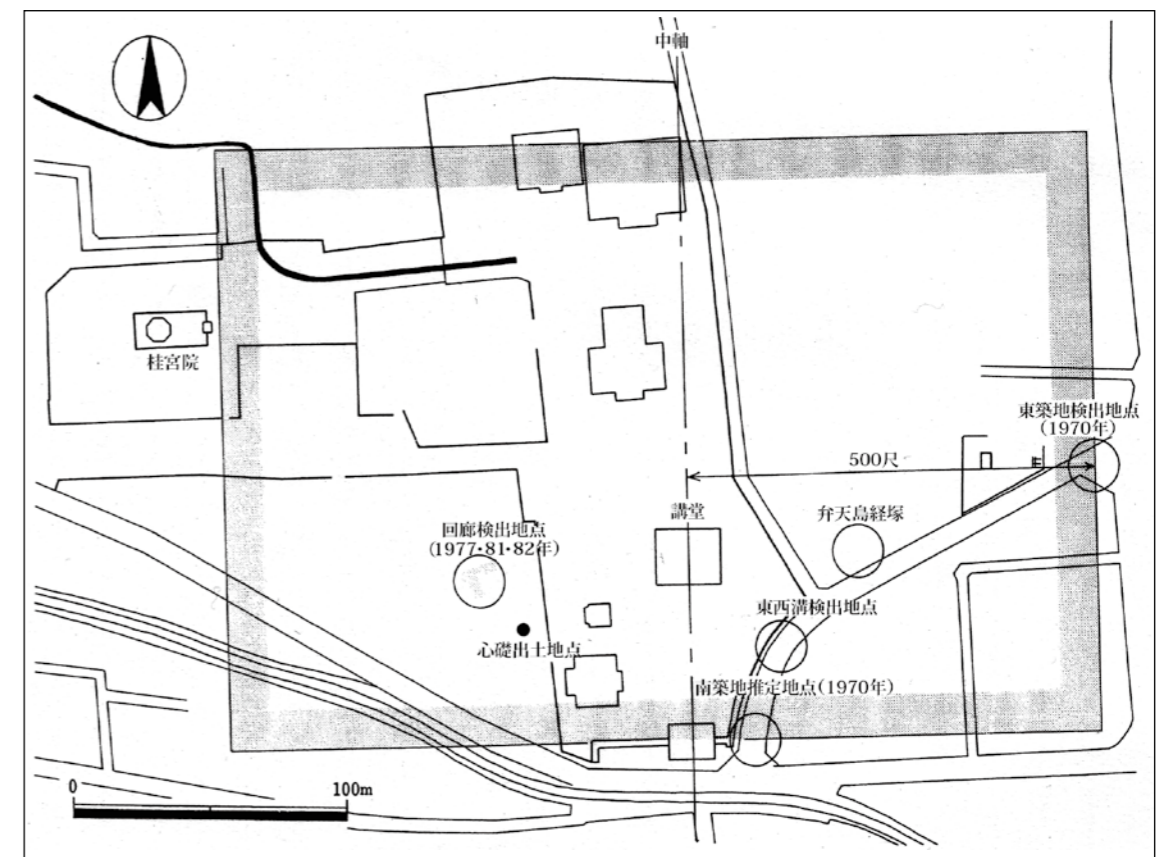 中軸
桂宮院
東築地検出地点
(1970年)
500尺
講堂
弁天島経塚
回廊検出地点
(1977・81・82年)
東西溝検出地点
心礎出土地点
南築地推定地点(1970年)
0
100m